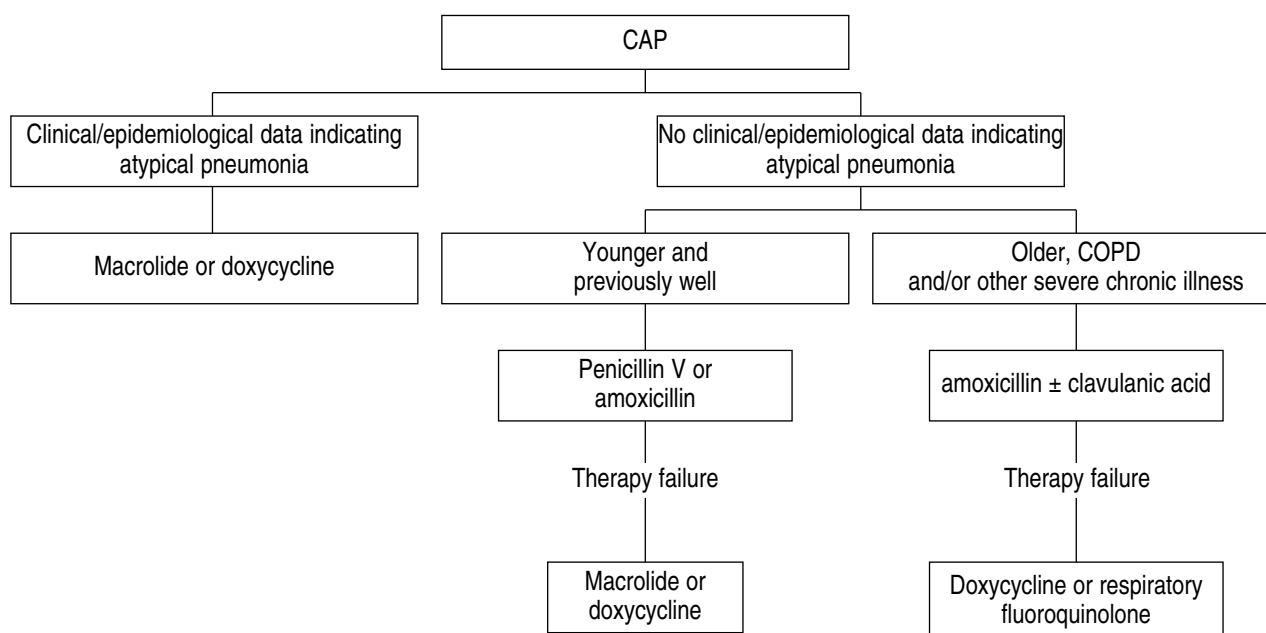 CAP
Clinical/epidemiological data indicating
atypical pneumonia
No clinical/epidemiological data indicating
atypical pneumonia
Macrolide or doxycycline
Younger and
previously well
Older, COPD
and/or other severe chronic illness
Penicillin V or
amoxicillin
amoxicillin ± clavulanic acid
Therapy failure
Therapy failure
Macrolide or
doxycycline
Doxycycline or respiratory
fluoroquinolone